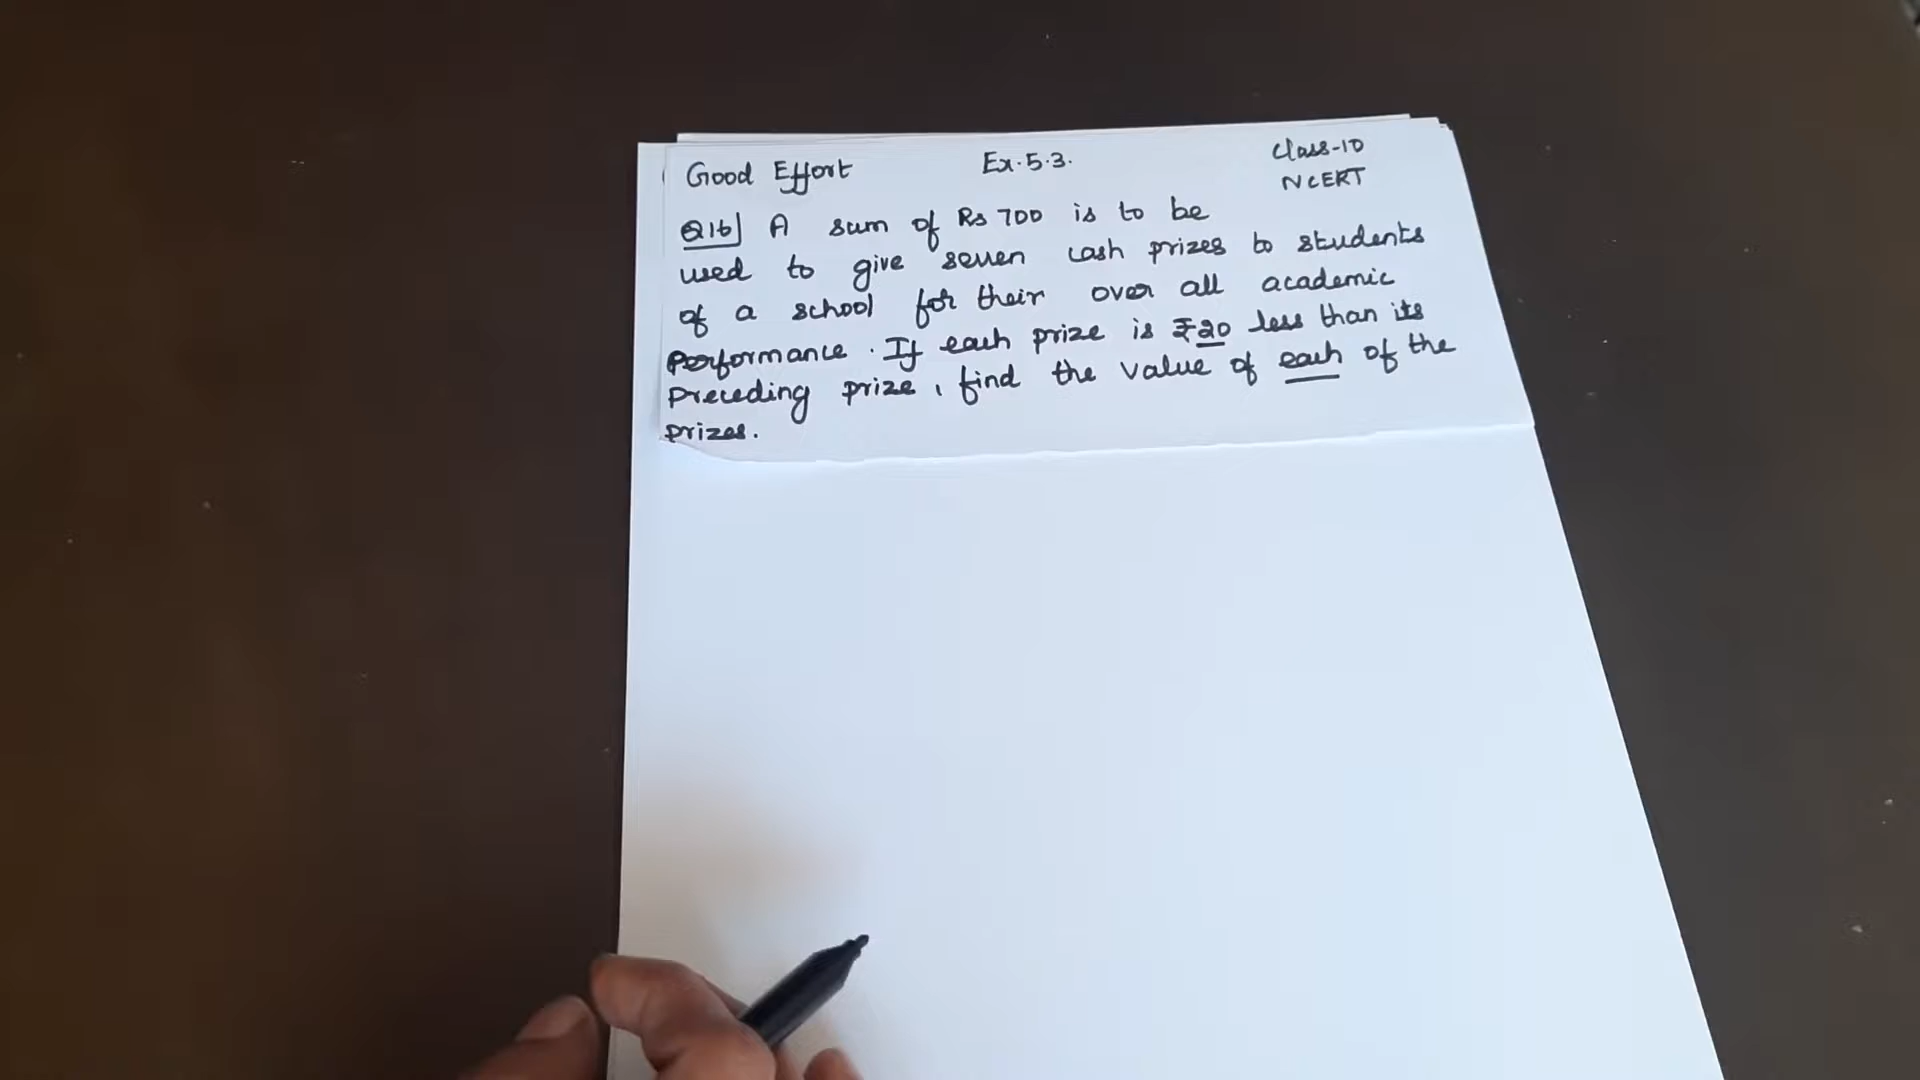 Good Effort Ex.5.3. Class-10
NCERT
Q16] A sum of Rs 700 is to be
used to give seven cash prizes to students
of a school for their over all academic
Performance. If each prize is ₹20 less than its
Preceding prize, find the value of each of the
prizes.